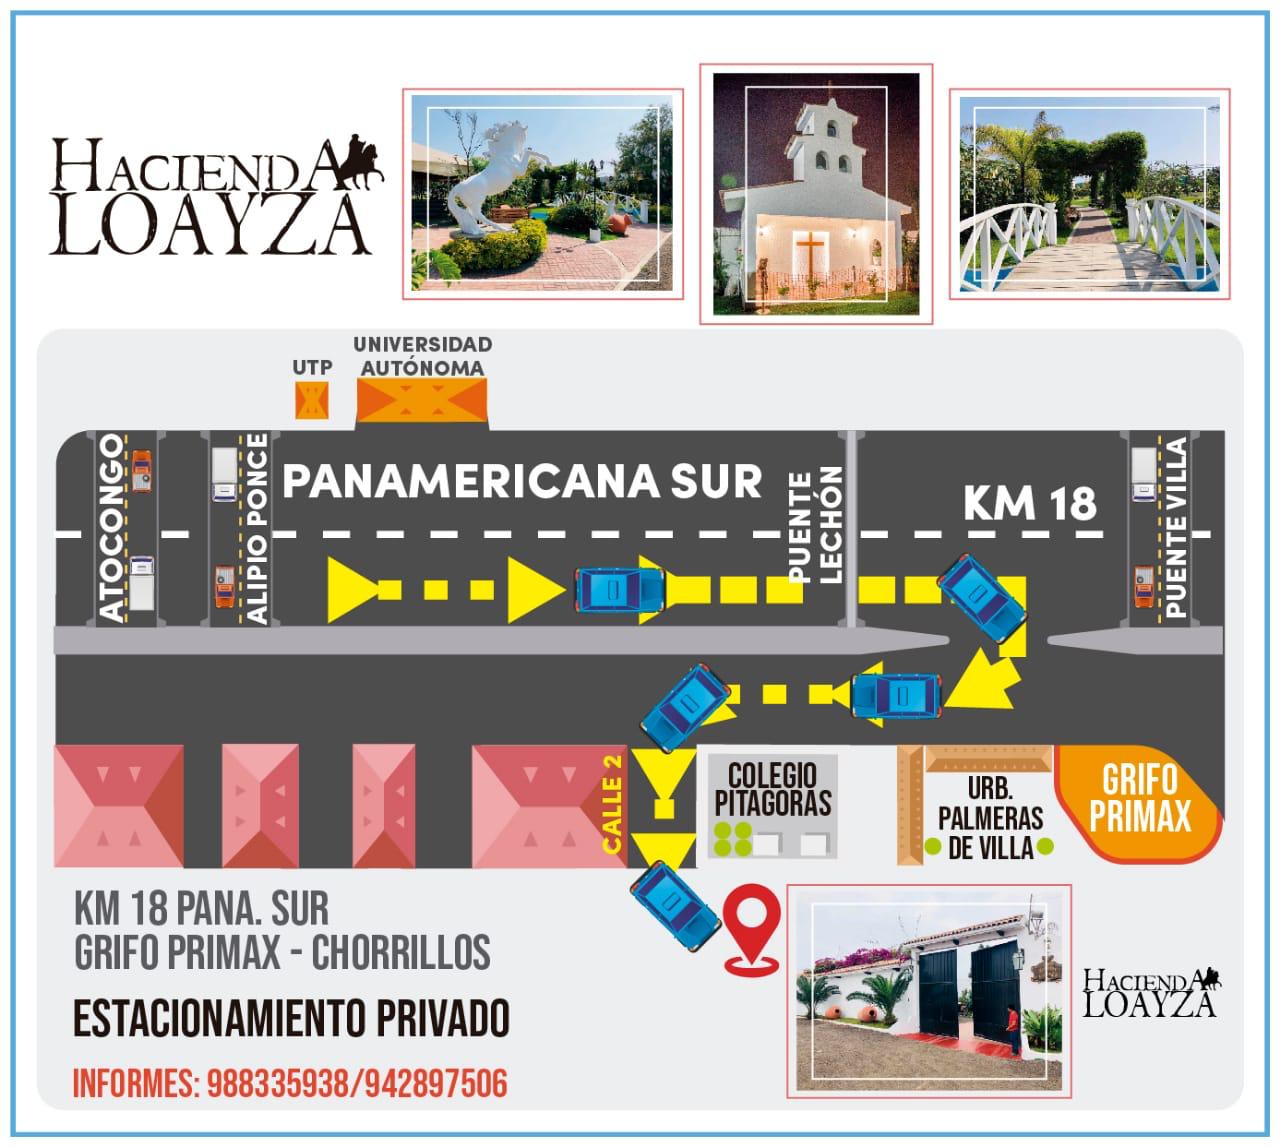 HACIENDA
LOAYZA
UTP
UNIVERSIDAD
AUTÓNOMA
ATOCONGO
ALIPIO PONCE
PANAMERICANA SUR
PUENTE
LECHÓN
KM 18
PUENTE VILLA
CALLE 2
COLEGIO
PITAGORAS
URB.
PALMERAS
DE VILLA
GRIFO
PRIMAX
KM 18 PANA. SUR
GRIFO PRIMAX - CHORRILLOS
ESTACIONAMIENTO PRIVADO
INFORMES: 988335938/942897506
HACIENDA
LOAYZA